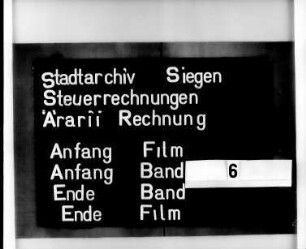 Stadtarchiv Siegen
Steuerrechnungen
Ärarii Rechnung
Anfang Film
Anfang Band 6
Ende Band
Ende Film